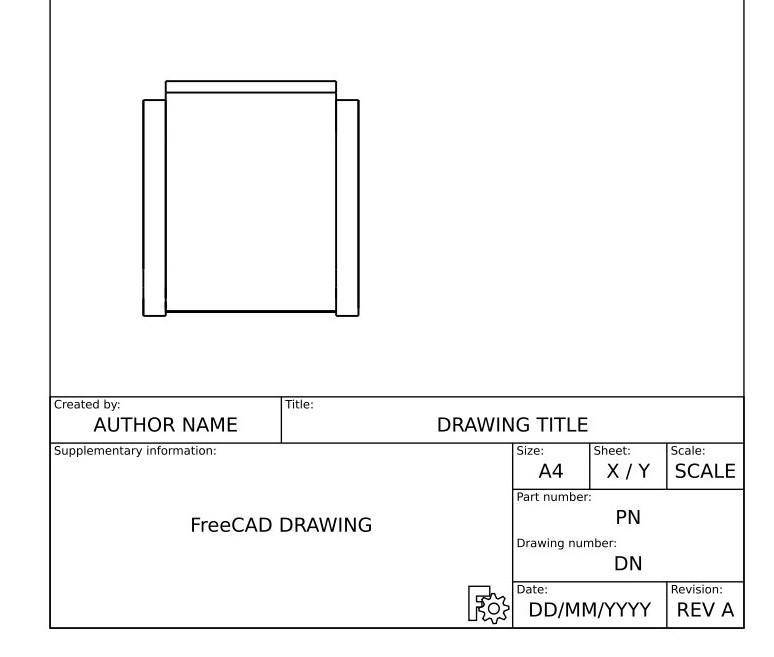 Created by:
AUTHOR NAME
Title:
DRAWING TITLE
Supplementary information:
FreeCAD DRAWING
Size:
A4
Sheet:
X / Y
Scale:
SCALE
Part number:
PN
Drawing number:
DN
Date:
DD/MM/YYYY
Revision:
REV A